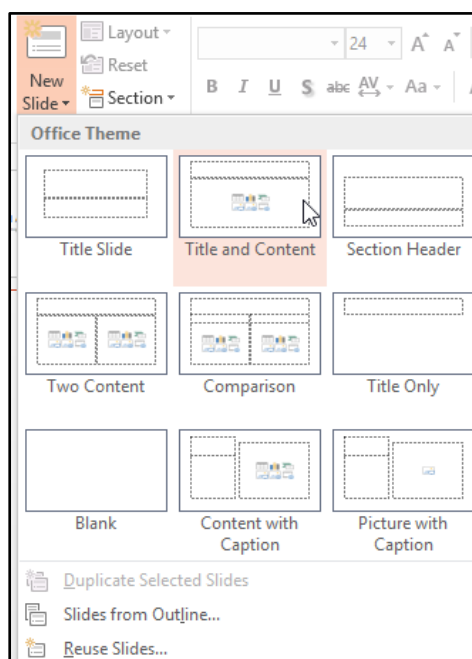 Layout
24 A A A
New
Slide
Reset
Section
B I U S abc AV Aa A
Office Theme
Title Slide
Title and Content
Section Header
Two Content
Comparison
Title Only
Blank
Content with
Caption
Picture with
Caption
Duplicate Selected Slides
Slides from Outline...
Reuse Slides...